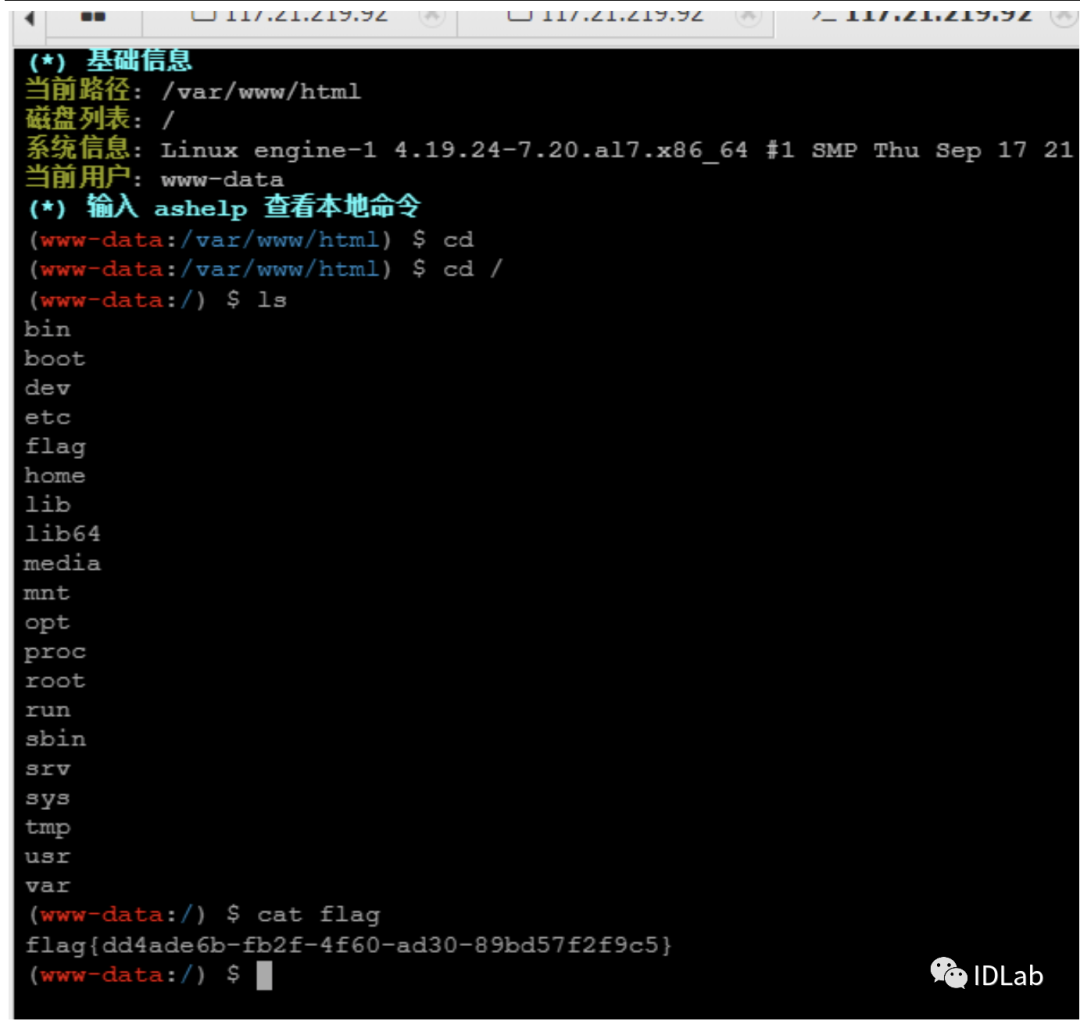 117.21.219.92 117.21.219.92 >_ 117.21.219.92
(*) 基础信息
当前路径: /var/www/html
磁盘列表: /
系统信息: Linux engine-1 4.19.24-7.20.al7.x86_64 #1 SMP Thu Sep 17 21
当前用户: www-data
(*) 输入 ashelp 查看本地命令
(www-data:/var/www/html) $ cd
(www-data:/var/www/html) $ cd /
(www-data:/) $ ls
bin
boot
dev
etc
flag
home
lib
lib64
media
mnt
opt
proc
root
run
sbin
srv
sys
tmp
usr
var
(www-data:/) $ cat flag
flag{dd4ade6b-fb2f-4f60-ad30-89bd57f2f9c5}
(www-data:/) $
IDLab